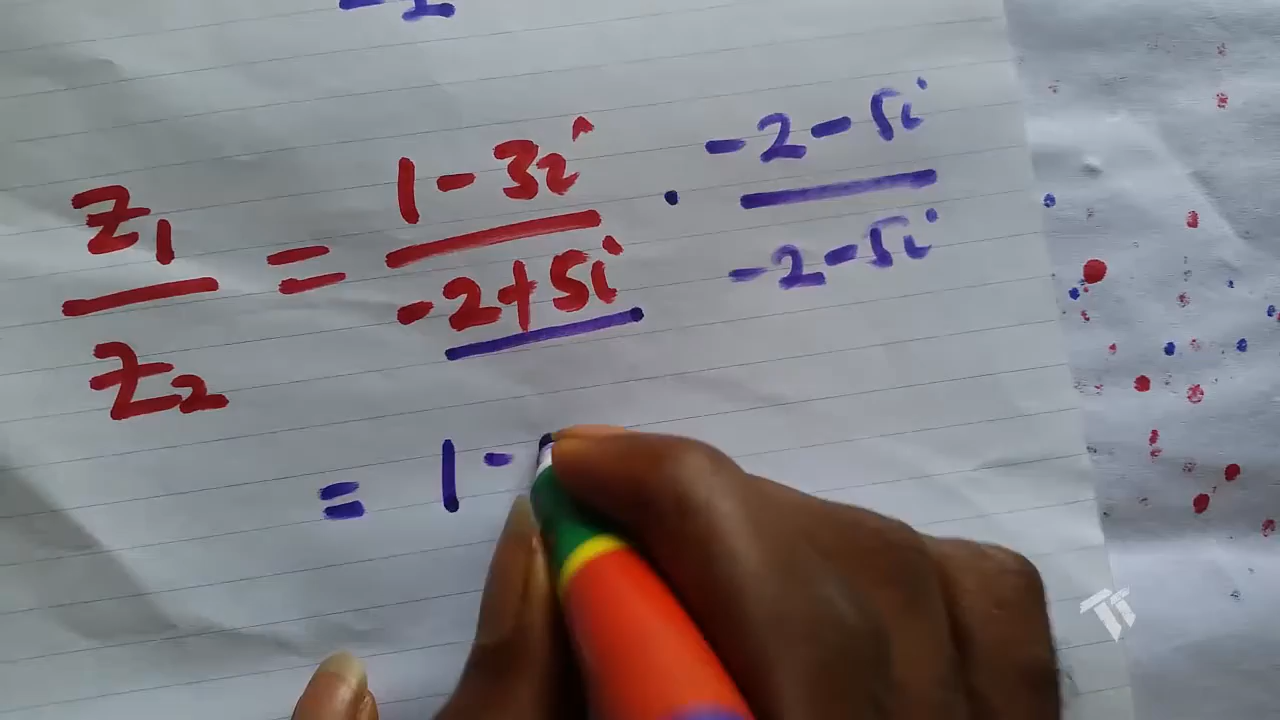 z₁/z₂ = (1 - 3i)/(-2 + 5i) · (-2 - 5i)/(-2 - 5i)
= 1 -